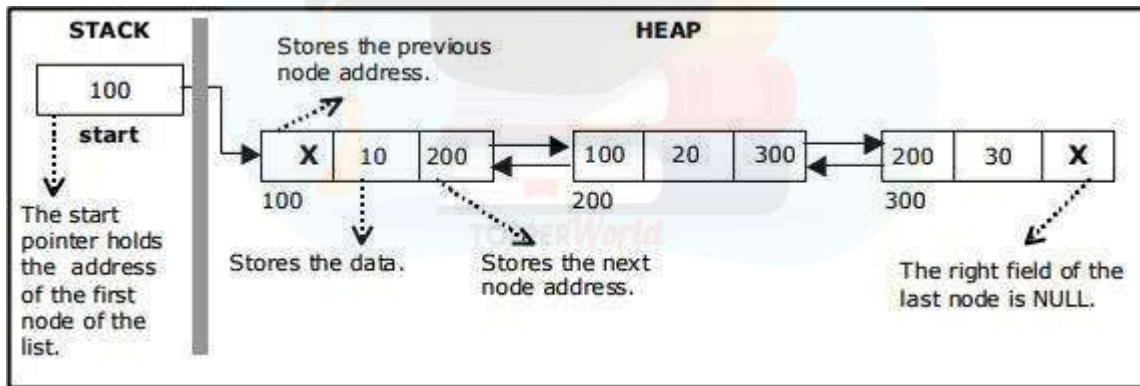 STACK
HEAP
Stores the previous
node address.
100
start
X 10 200
100 20 300
200 30 X
100
200
300
The start
pointer holds
the address
of the first
node of the
list.
Stores the data.
Stores the next
node address.
The right field of the
last node is NULL.
World